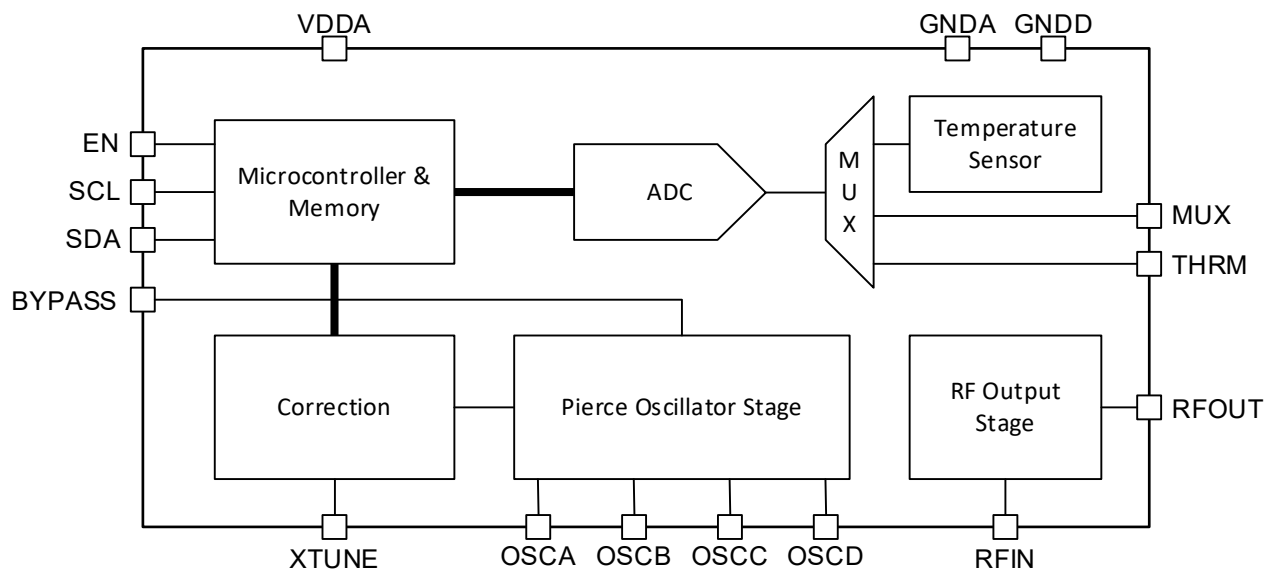 VDDA
GNDA
GNDD
EN
SCL
SDA
BYPASS
Microcontroller &
Memory
ADC
M
U
X
Temperature
Sensor
MUX
THRM
Correction
Pierce Oscillator Stage
RF Output
Stage
RFOUT
XTUNE
OSCA
OSCB
OSCC
OSCD
RFIN